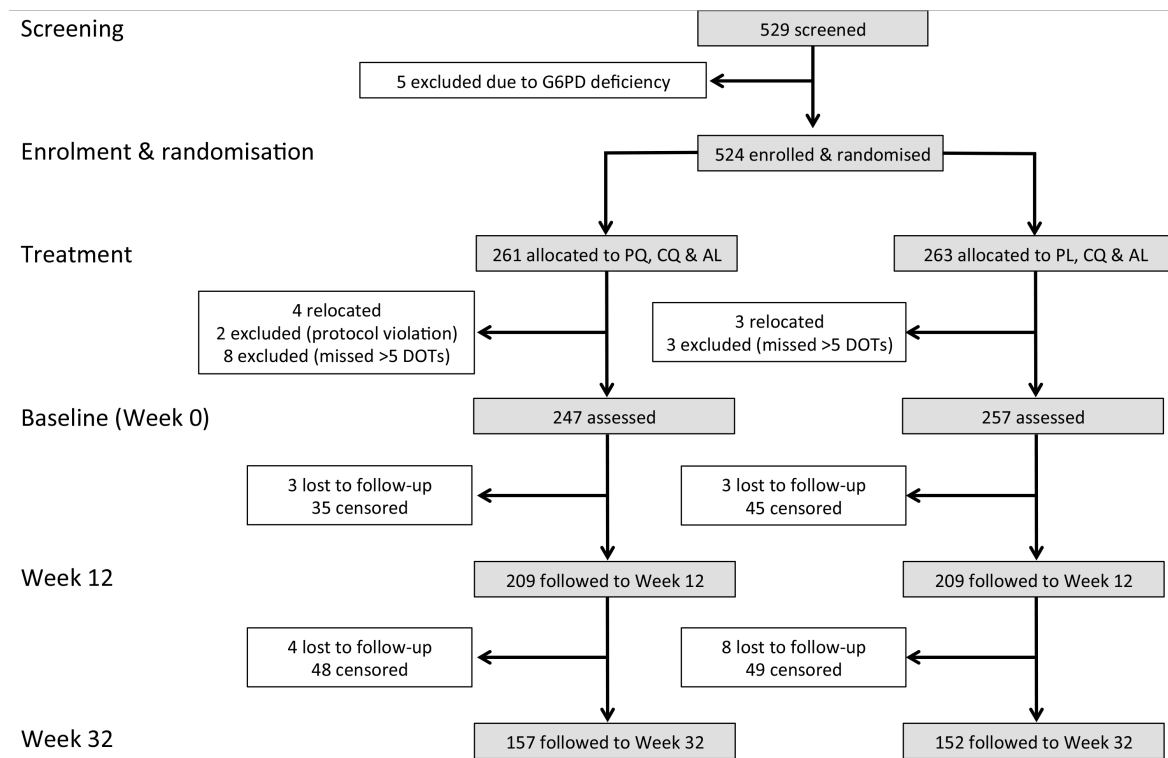 Screening
529 screened
5 excluded due to G6PD deficiency
Enrolment & randomisation
524 enrolled & randomised
Treatment
261 allocated to PQ, CQ & AL
263 allocated to PL, CQ & AL
4 relocated
2 excluded (protocol violation)
8 excluded (missed >5 DOTs)
3 relocated
3 excluded (missed >5 DOTs)
Baseline (Week 0)
247 assessed
257 assessed
3 lost to follow-up
35 censored
3 lost to follow-up
45 censored
Week 12
209 followed to Week 12
209 followed to Week 12
4 lost to follow-up
48 censored
8 lost to follow-up
49 censored
Week 32
157 followed to Week 32
152 followed to Week 32